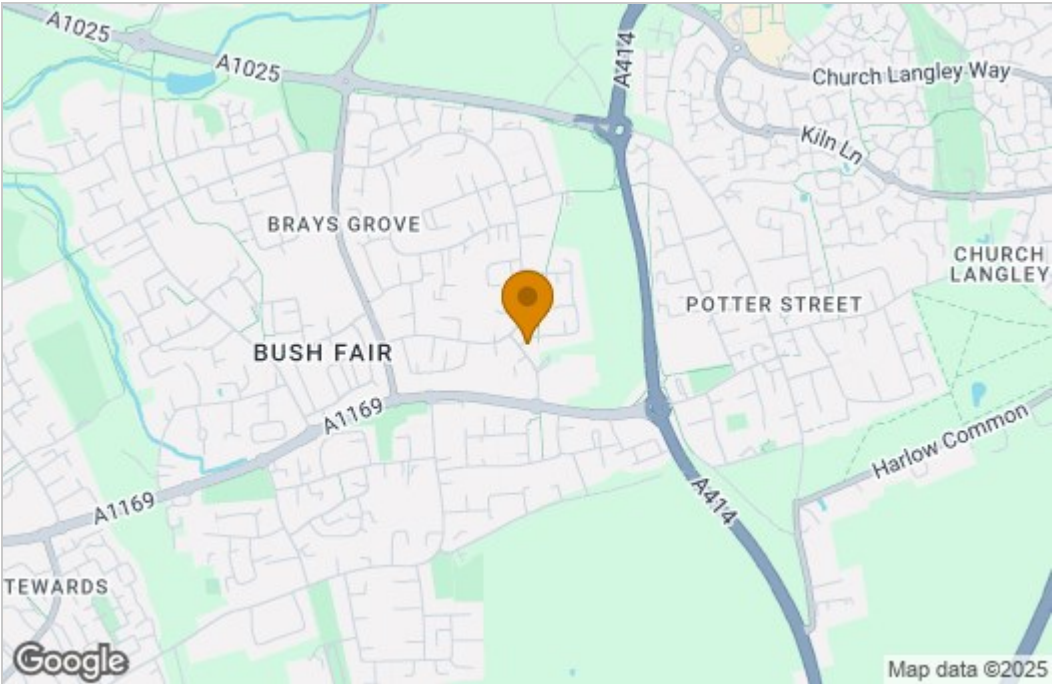 A1025
A1025
A414
Church Langley Way
Kiln Ln
BRAYS GROVE
CHURCH
LANGLEY
POTTER STREET
BUSH FAIR
A1169
Harlow Common
A414
A1169
TEWARDS
Google
Map data ©2025